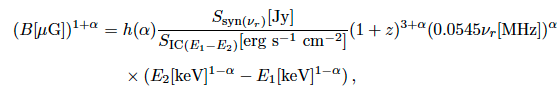 (B[μG])^{1+α} = h(α) \frac{S_{syn(ν_r)}[Jy]}{S_{IC(E_1−E_2)}[erg s^{−1} cm^{−2}]} (1 + z)^{3+α}(0.0545ν_r[MHz])^α
× (E_2[keV]^{1−α} − E_1[keV]^{1−α}) ,